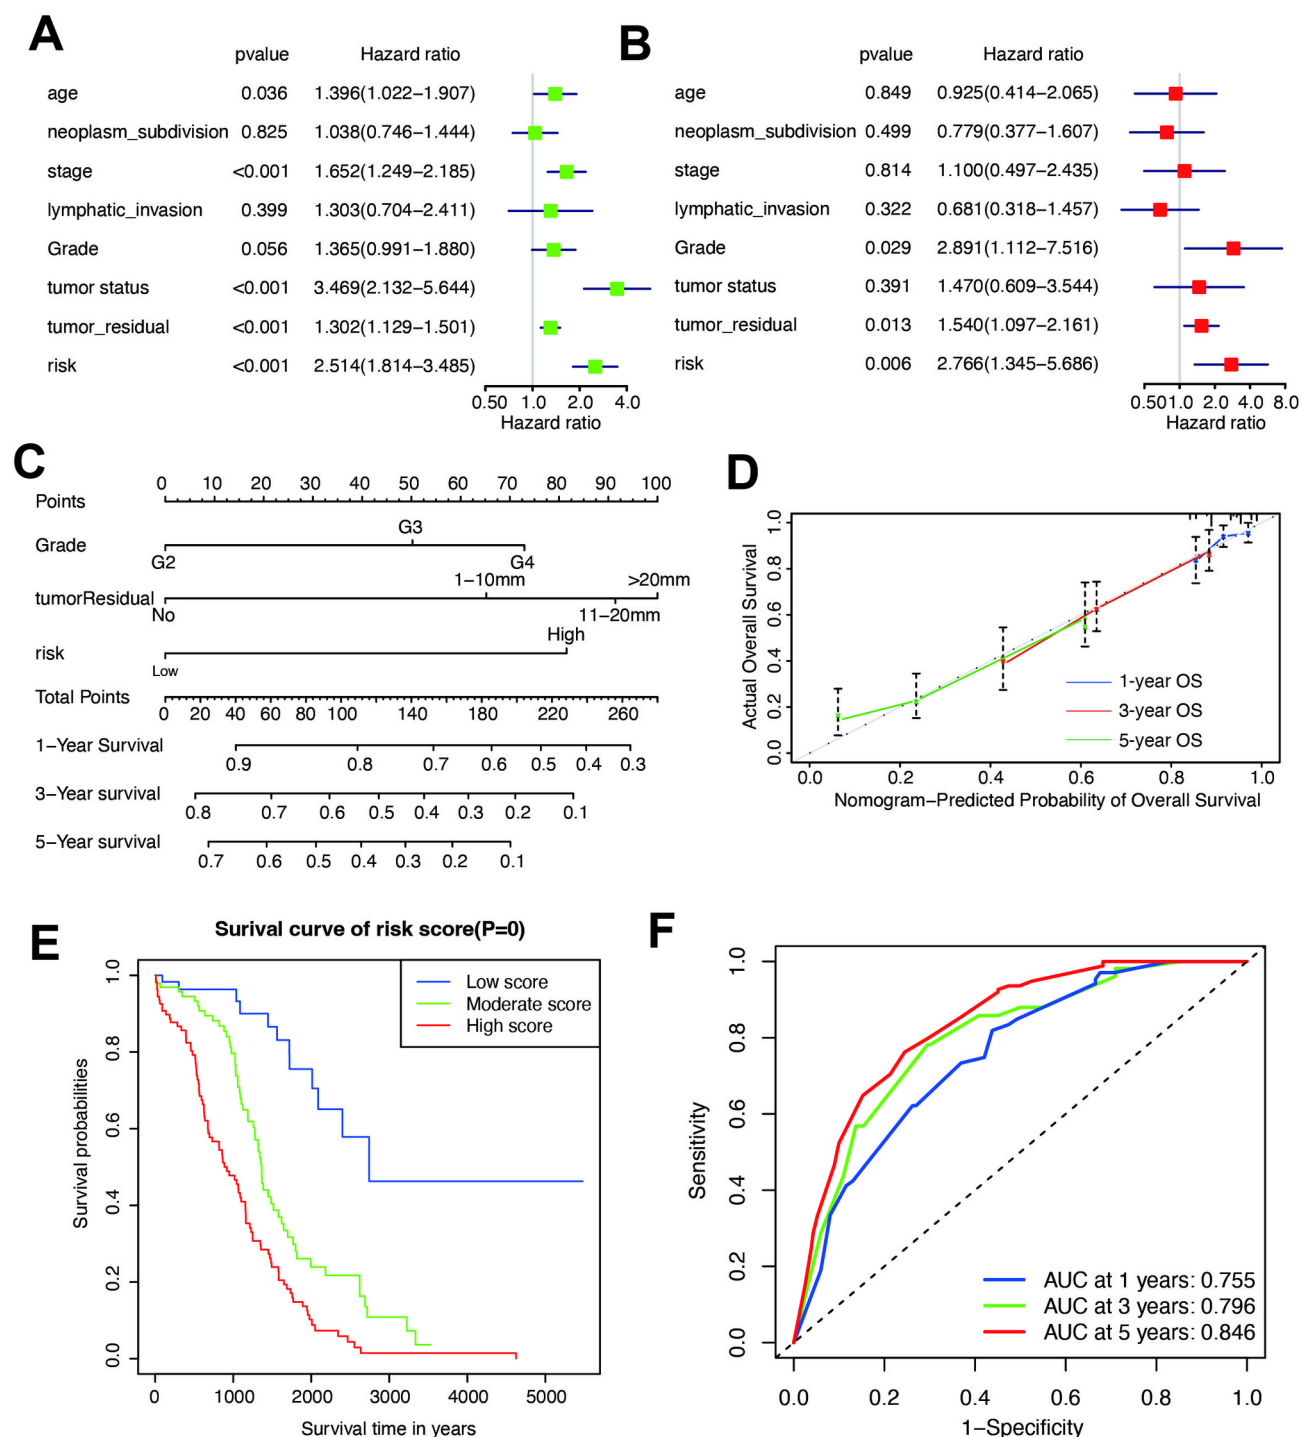 A
pvalue Hazard ratio
age 0.036 1.396(1.022−1.907)
neoplasm_subdivision 0.825 1.038(0.746−1.444)
stage <0.001 1.652(1.249−2.185)
lymphatic_invasion 0.399 1.303(0.704−2.411)
Grade 0.056 1.365(0.991−1.880)
tumor status <0.001 3.469(2.132−5.644)
tumor_residual <0.001 1.302(1.129−1.501)
risk <0.001 2.514(1.814−3.485)
0.50 1.0 2.0 4.0
Hazard ratio
B
pvalue Hazard ratio
age 0.849 0.925(0.414−2.065)
neoplasm_subdivision 0.499 0.779(0.377−1.607)
stage 0.814 1.100(0.497−2.435)
lymphatic_invasion 0.322 0.681(0.318−1.457)
Grade 0.029 2.891(1.112−7.516)
tumor status 0.391 1.470(0.609−3.544)
tumor_residual 0.013 1.540(1.097−2.161)
risk 0.006 2.766(1.345−5.686)
0.50 1.0 2.0 4.0 8.0
Hazard ratio
C
Points 0 10 20 30 40 50 60 70 80 90 100
G3
Grade
G2 G4
1−10mm >20mm
tumorResidual
No 11−20mm
High
risk
Low
Total Points
0 20 40 60 80 100 140 180 220 260
1−Year Survival
0.9 0.8 0.7 0.6 0.5 0.4 0.3
3−Year survival
0.8 0.7 0.6 0.5 0.4 0.3 0.2 0.1
5−Year survival
0.7 0.6 0.5 0.4 0.3 0.2 0.1
D
Actual Overall Survival
0.0 0.2 0.4 0.6 0.8 1.0
1-year OS
3-year OS
5-year OS
0.0 0.2 0.4 0.6 0.8 1.0
Nomogram−Predicted Probability of Overall Survival
E
Surival curve of risk score(P=0)
Low score
Moderate score
High score
Survival probabilities
0.0 0.2 0.4 0.6 0.8 1.0
0 1000 2000 3000 4000 5000
Survival time in years
F
Sensitivity
0.0 0.2 0.4 0.6 0.8 1.0
AUC at 1 years: 0.755
AUC at 3 years: 0.796
AUC at 5 years: 0.846
0.0 0.2 0.4 0.6 0.8 1.0
1−Specificity